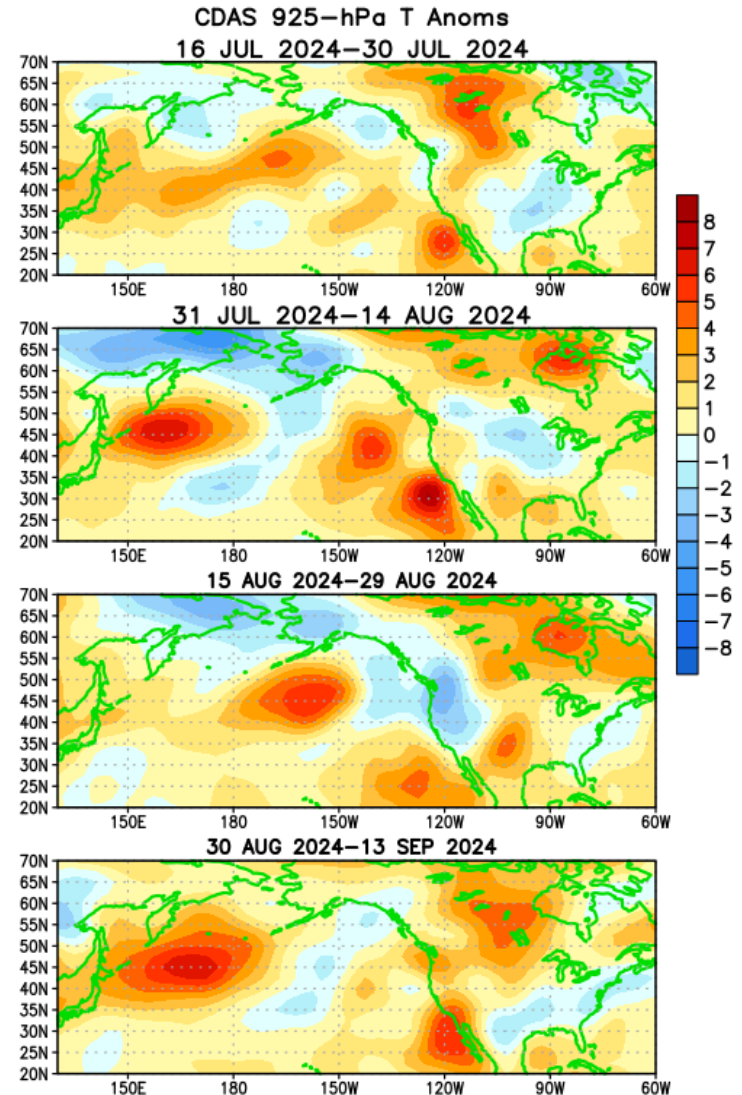 CDAS 925-hPa T Anoms
16 JUL 2024-30 JUL 2024
70N
65N
60N
55N
50N
45N
40N
35N
30N
25N
20N
150E 180 150W 120W 90W 60W
31 JUL 2024-14 AUG 2024
70N
65N
60N
55N
50N
45N
40N
35N
30N
25N
20N
150E 180 150W 120W 90W 60W
15 AUG 2024-29 AUG 2024
70N
65N
60N
55N
50N
45N
40N
35N
30N
25N
20N
150E 180 150W 120W 90W 60W
30 AUG 2024-13 SEP 2024
70N
65N
60N
55N
50N
45N
40N
35N
30N
25N
20N
150E 180 150W 120W 90W 60W
8
7
6
5
4
3
2
1
0
-1
-2
-3
-4
-5
-6
-7
-8